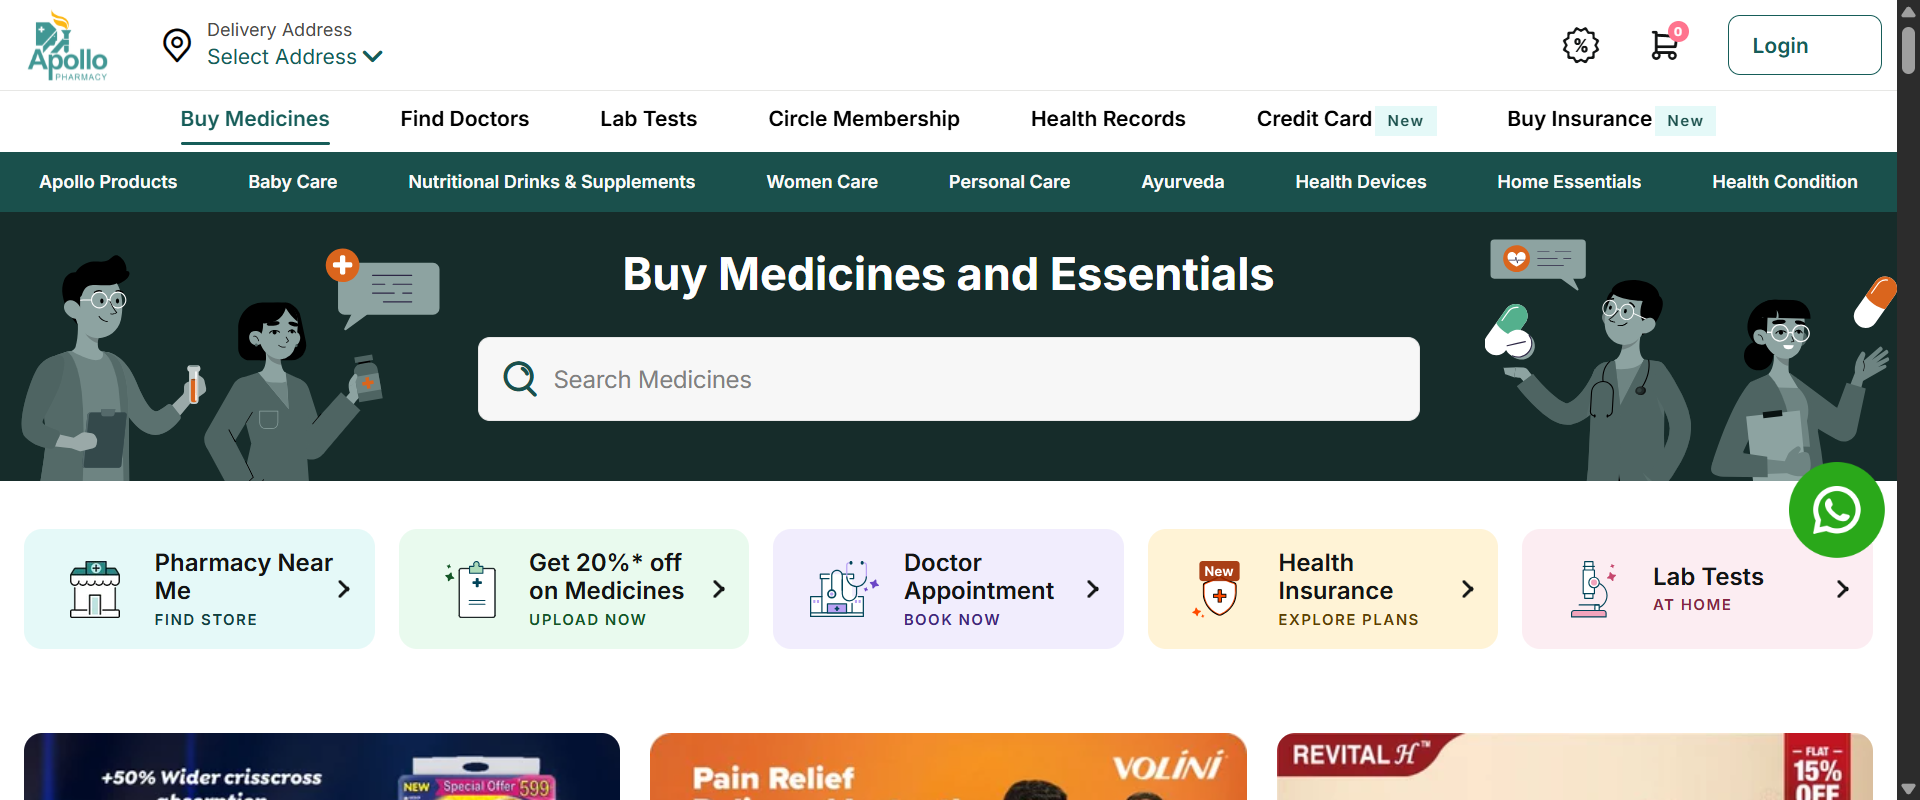 Apollo
PHARMACY
Delivery Address
Select Address
%
0
Login
Buy Medicines
Find Doctors
Lab Tests
Circle Membership
Health Records
Credit Card New
Buy Insurance New
Apollo Products
Baby Care
Nutritional Drinks & Supplements
Women Care
Personal Care
Ayurveda
Health Devices
Home Essentials
Health Condition
Buy Medicines and Essentials
Search Medicines
Pharmacy Near
Me
FIND STORE
Get 20%* off
on Medicines
UPLOAD NOW
Doctor
Appointment
BOOK NOW
New
Health
Insurance
EXPLORE PLANS
Lab Tests
AT HOME
+50% Wider crisscross
absorption
NEW Special Offer 599
Pain Relief
VOLINI
REVITAL H™
FLAT
15%
OFF